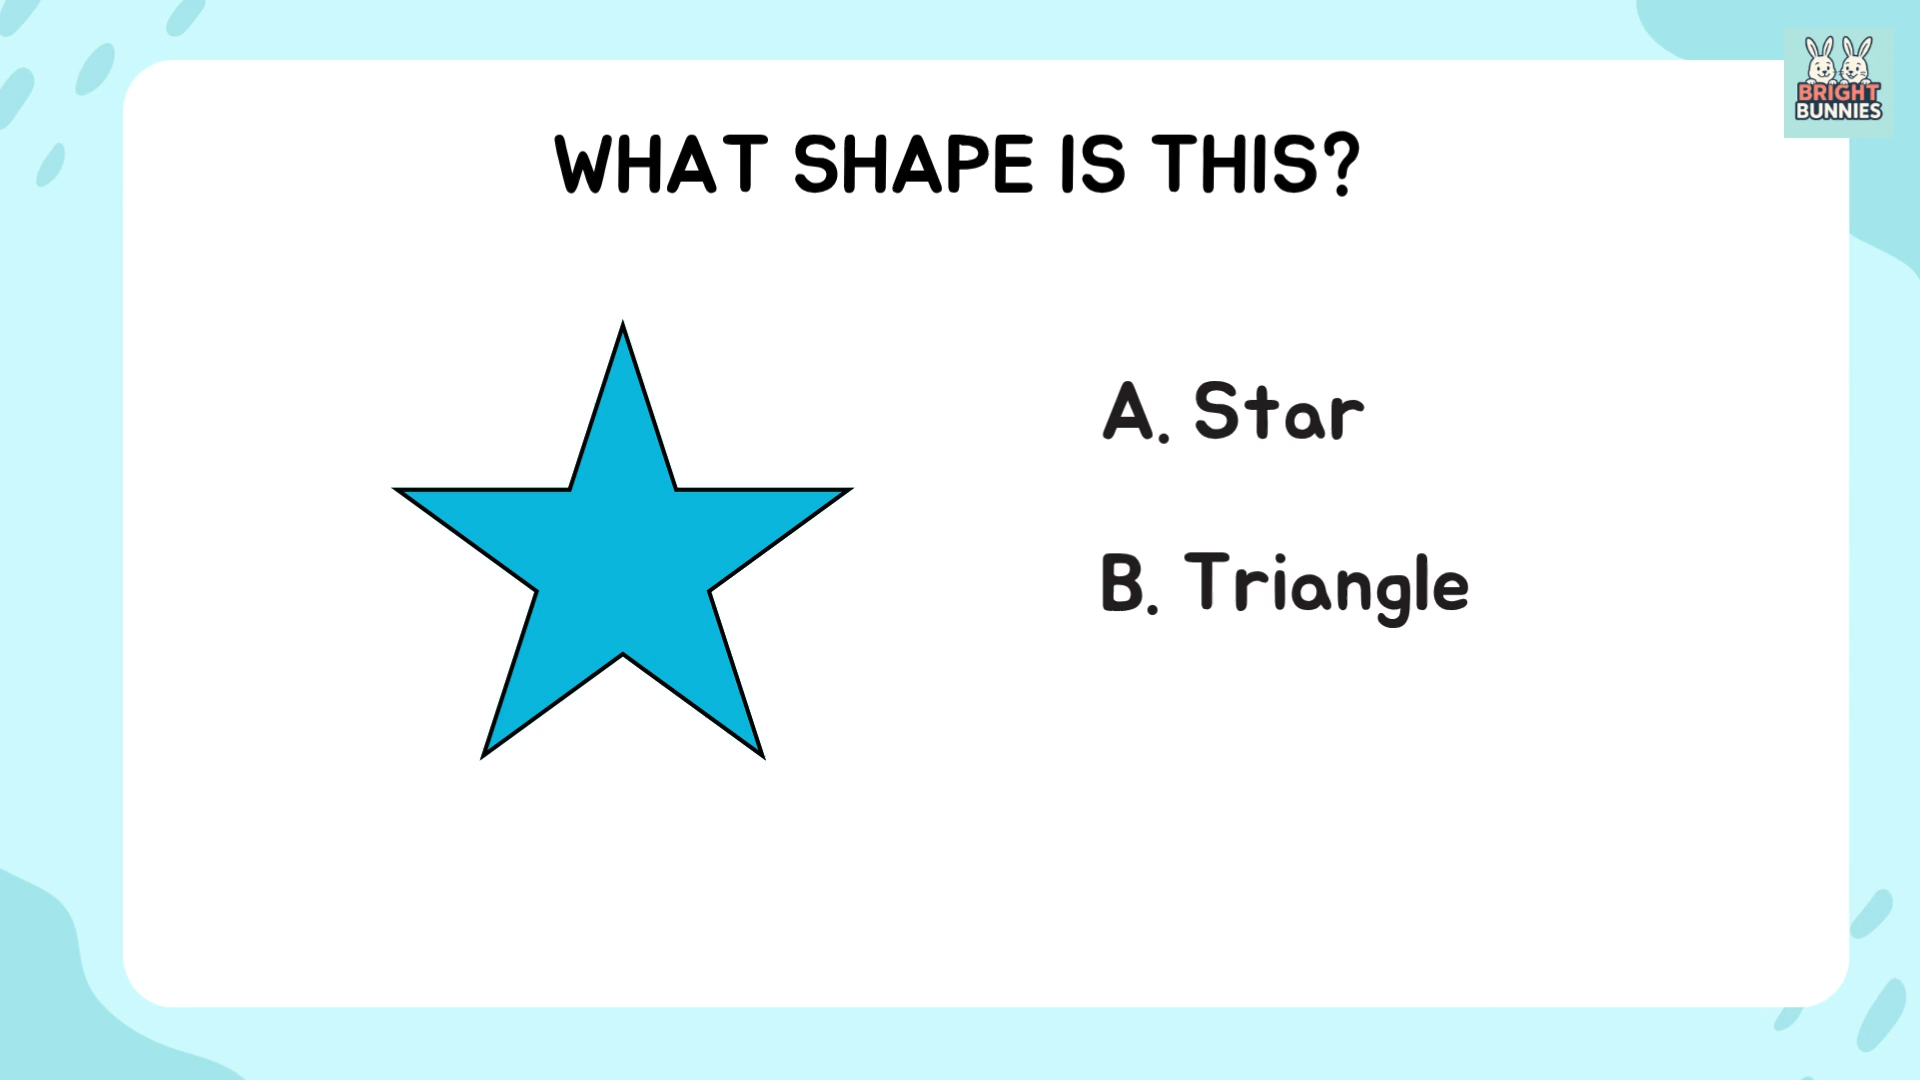 BRIGHT
BUNNIES
WHAT SHAPE IS THIS?
A. Star
B. Triangle